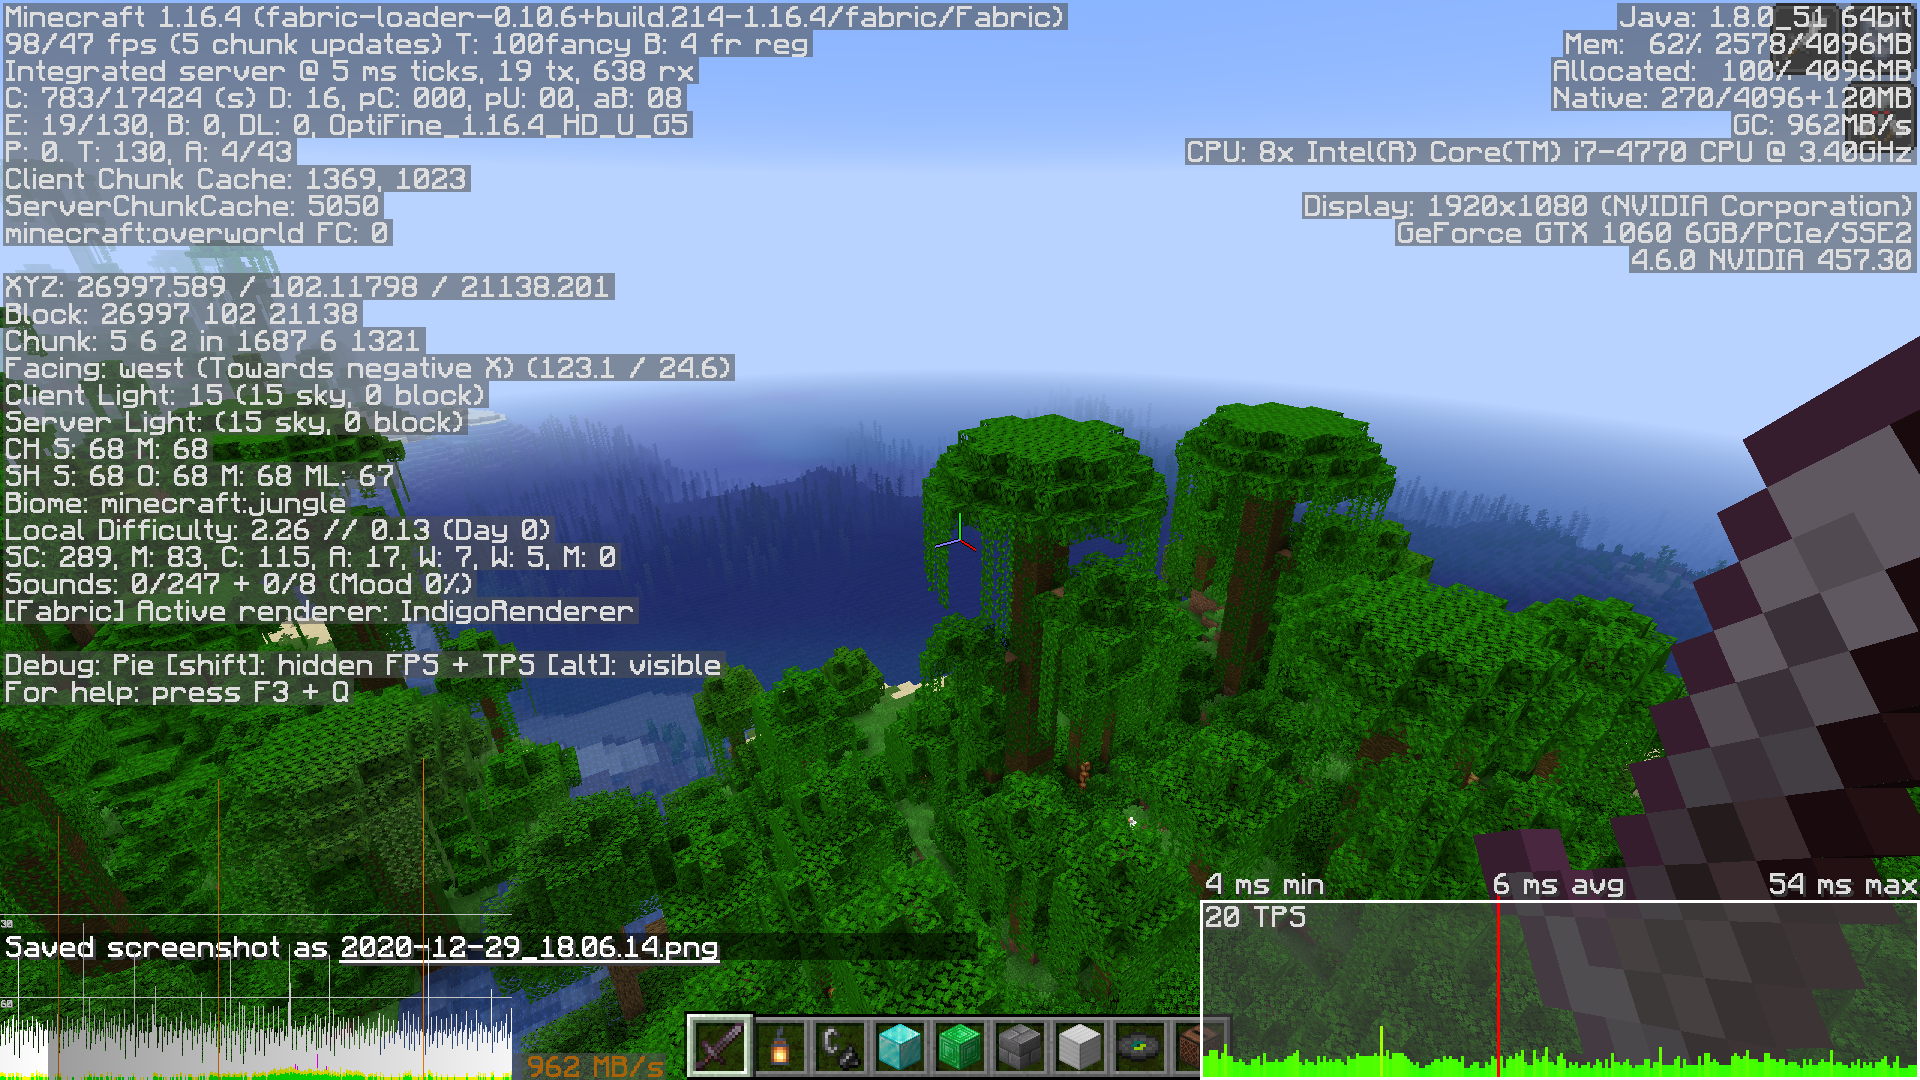 Minecraft 1.16.4 (fabric-loader-0.10.6+build.214-1.16.4/fabric/Fabric)
98/47 fps (5 chunk updates) T: 100fancy B: 4 fr reg
Integrated server @ 5 ms ticks, 19 tx, 638 rx
C: 783/17424 (s) D: 16, pC: 000, pU: 00, aB: 08
E: 19/130, B: 0, DL: 0, OptiFine_1.16.4_HD_U_G5
P: 0. T: 130, A: 4/43
Client Chunk Cache: 1369, 1023
ServerChunkCache: 5050
minecraft:overworld FC: 0
XYZ: 26997.589 / 102.11798 / 21138.201
Block: 26997 102 21138
Chunk: 5 6 2 in 1687 6 1321
Facing: west (Towards negative X) (123.1 / 24.6)
Client Light: 15 (15 sky, 0 block)
Server Light: (15 sky, 0 block)
CH S: 68 M: 68
SH S: 68 O: 68 M: 68 ML: 67
Biome: minecraft:jungle
Local Difficulty: 2.26 // 0.13 (Day 0)
SC: 289, M: 83, C: 115, A: 17, W: 7, W: 5, M: 0
Sounds: 0/247 + 0/8 (Mood 0%)
[Fabric] Active renderer: IndigoRenderer
Debug: Pie [shift]: hidden FPS + TPS [alt]: visible
For help: press F3 + Q
Java: 1.8.0_51 64bit
Mem: 62% 2578/4096MB
Allocated: 100% 4096MB
Native: 270/4096+120MB
GC: 962MB/s
CPU: 8x Intel(R) Core(TM) i7-4770 CPU @ 3.40GHz
Display: 1920x1080 (NVIDIA Corporation)
GeForce GTX 1060 6GB/PCIe/SSE2
4.6.0 NVIDIA 457.30
30
Saved screenshot as 2020-12-29_18.06.14.png
60
962 MB/s
4 ms min 6 ms avg 54 ms max
20 TPS